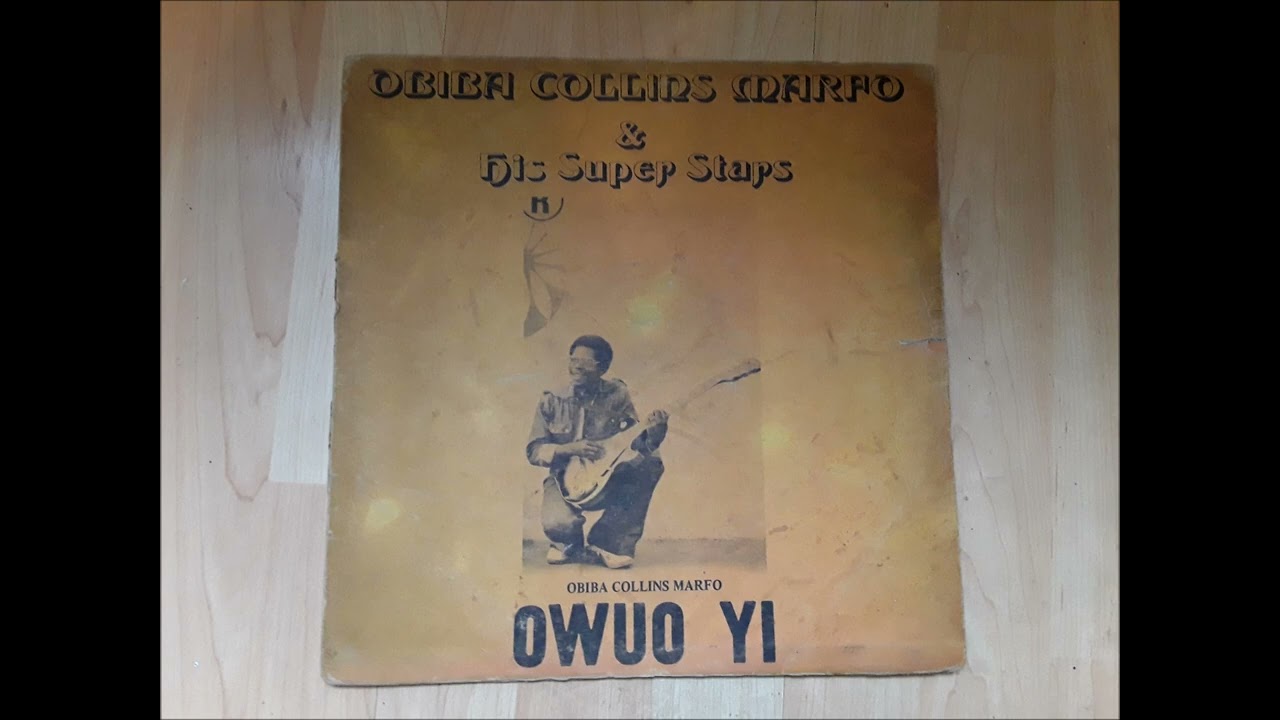 OBIBA COLLINS MARFO
&
His Super Stars
K
OBIBA COLLINS MARFO
OWUO YI